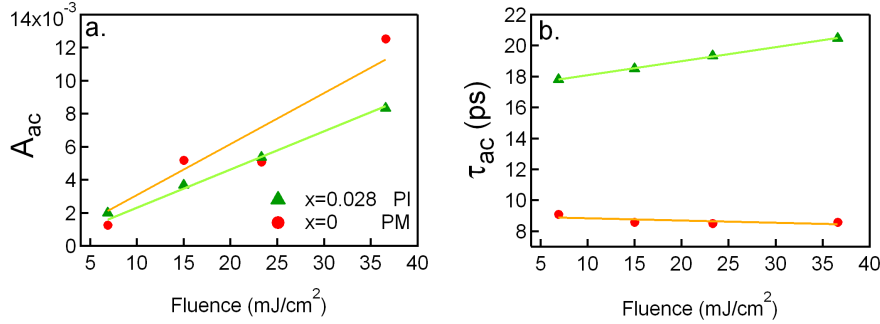 a.
14x10⁻³
12
10
8
6
4
2
0
A_ac
x=0.028 PI
x=0 PM
5 10 15 20 25 30 35 40
Fluence (mJ/cm²)
b.
22
20
18
16
14
12
10
8
τ_ac (ps)
5 10 15 20 25 30 35 40
Fluence (mJ/cm²)